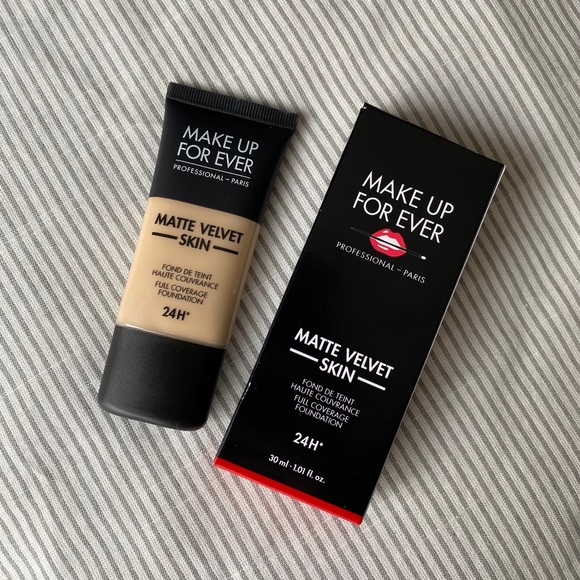 MAKE UP
FOR EVER
PROFESSIONAL – PARIS
MATTE VELVET
SKIN
FOND DE TEINT
HAUTE COUVRANCE
FULL COVERAGE
FOUNDATION
24H*
MAKE UP
FOR EVER
PROFESSIONAL – PARIS
MATTE VELVET
SKIN
FOND DE TEINT
HAUTE COUVRANCE
FULL COVERAGE
FOUNDATION
24H*
30 ml - 1.01 fl. oz.